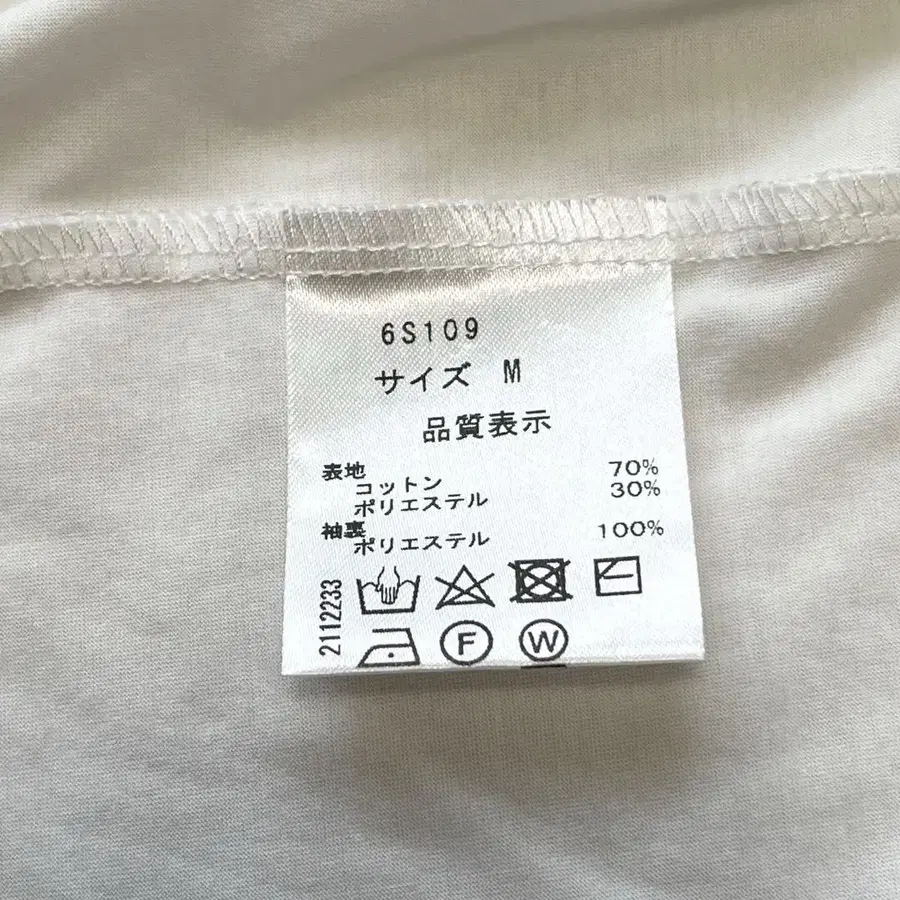 6S109
サイズ M
品質表示
表地
コットン 70%
ポリエステル 30%
袖裏
ポリエステル 100%
2112233
F W